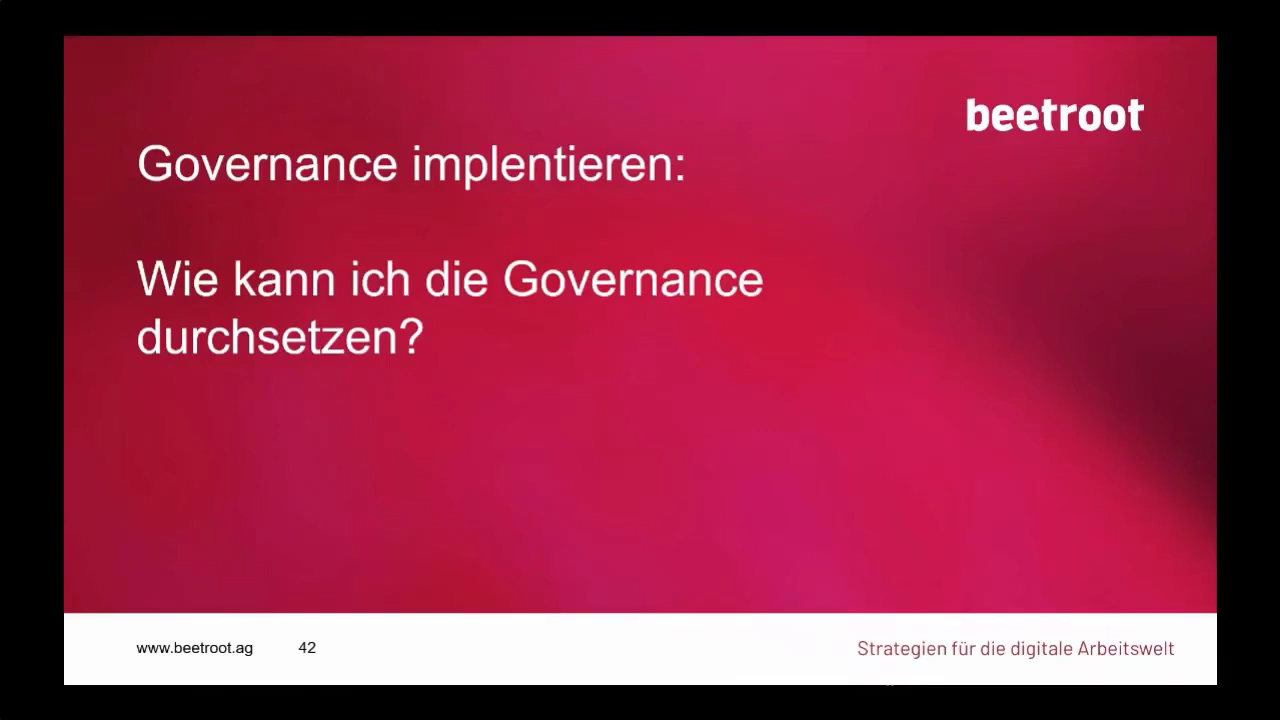 beetroot
Governance implentieren:
Wie kann ich die Governance
durchsetzen?
www.beetroot.ag 42 Strategien für die digitale Arbeitswelt